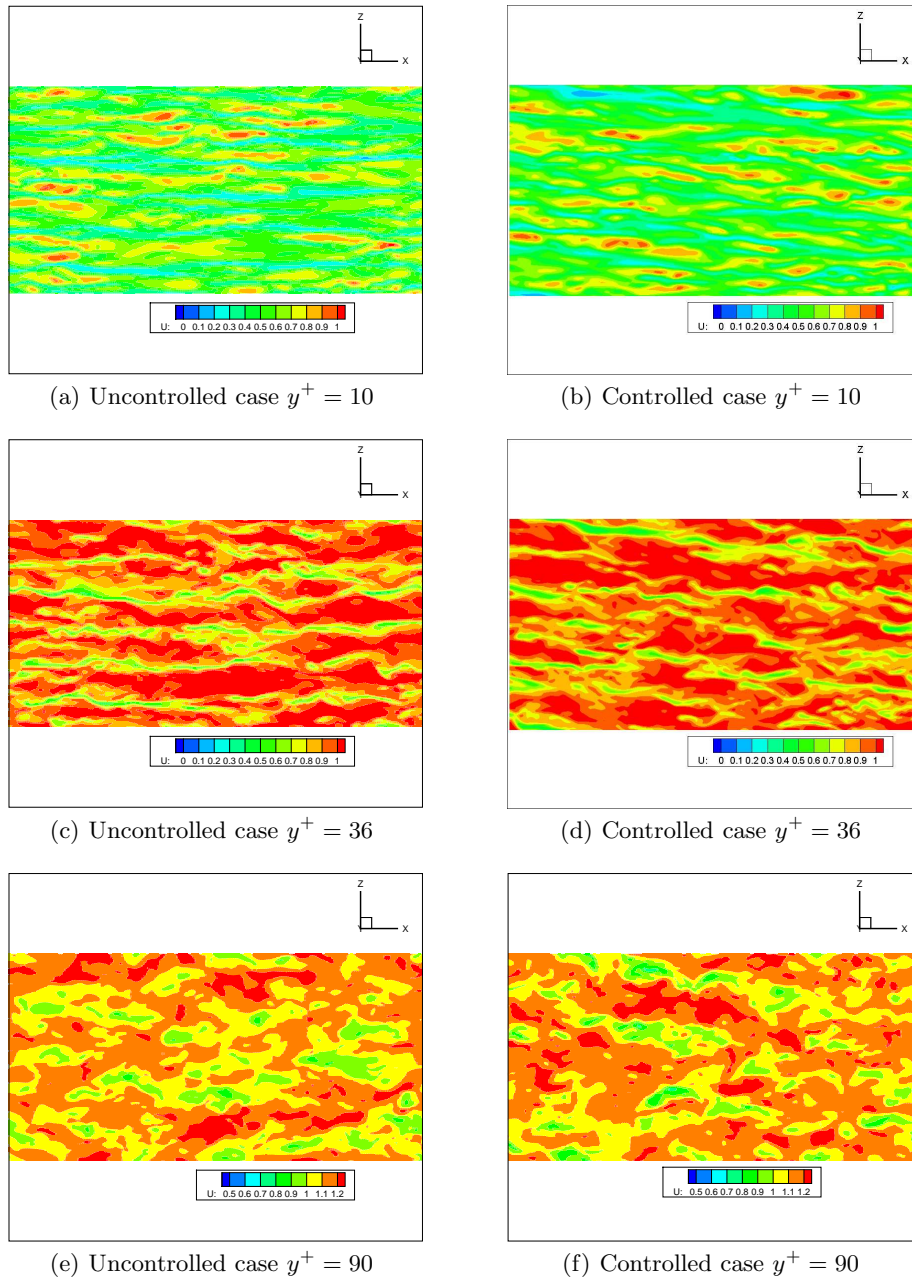 Z
Y
X
U: 0 0.1 0.2 0.3 0.4 0.5 0.6 0.7 0.8 0.9 1
(a) Uncontrolled case y⁺ = 10
Z
Y
X
U: 0 0.1 0.2 0.3 0.4 0.5 0.6 0.7 0.8 0.9 1
(b) Controlled case y⁺ = 10
Z
Y
X
U: 0 0.1 0.2 0.3 0.4 0.5 0.6 0.7 0.8 0.9 1
(c) Uncontrolled case y⁺ = 36
Z
Y
X
U: 0 0.1 0.2 0.3 0.4 0.5 0.6 0.7 0.8 0.9 1
(d) Controlled case y⁺ = 36
Z
Y
X
U: 0.5 0.6 0.7 0.8 0.9 1 1.1 1.2
(e) Uncontrolled case y⁺ = 90
Z
Y
X
U: 0.5 0.6 0.7 0.8 0.9 1 1.1 1.2
(f) Controlled case y⁺ = 90